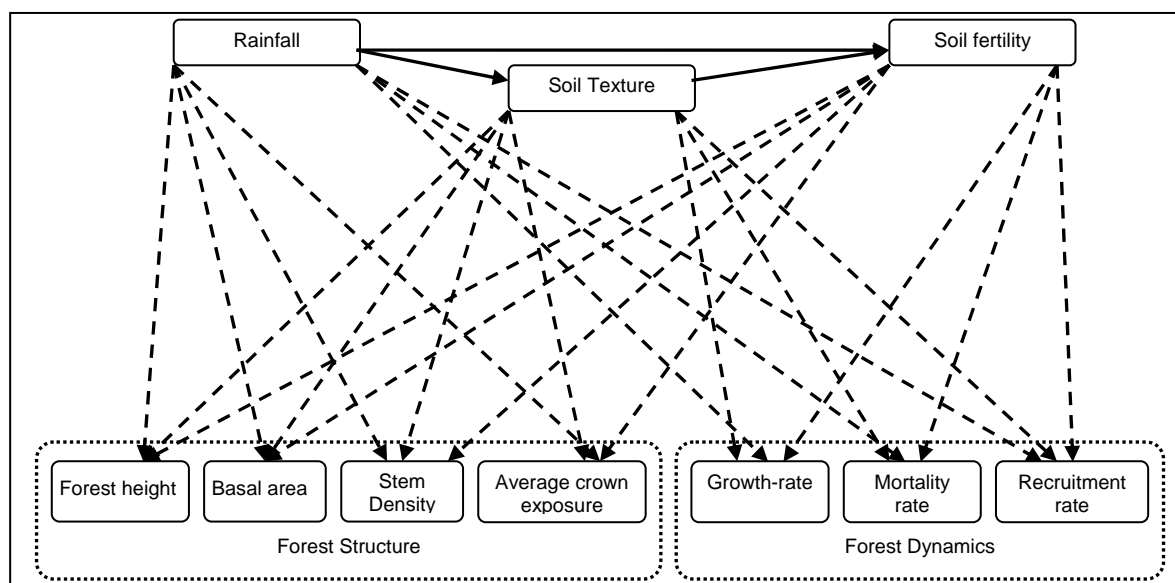 Rainfall
Soil fertility
Soil Texture
Forest height
Basal area
Stem
Density
Average crown
exposure
Growth-rate
Mortality
rate
Recruitment
rate
Forest Structure
Forest Dynamics